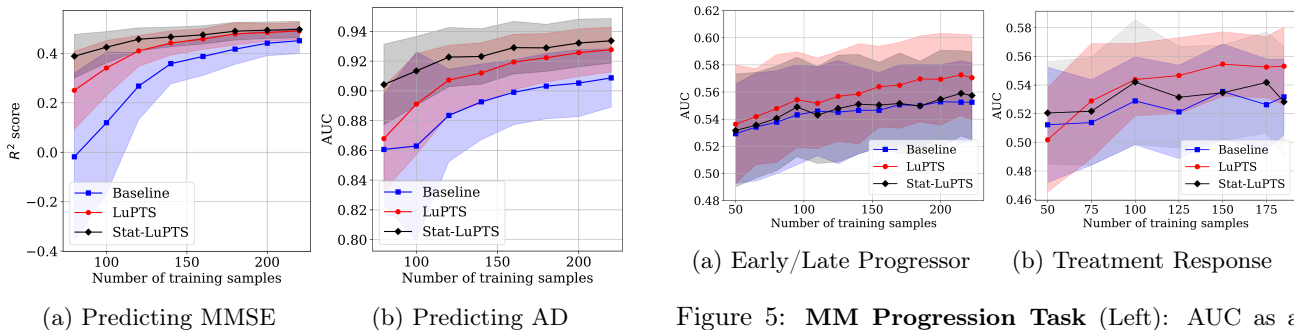 0.4
0.2
0.0
−0.2
−0.4
R² score
100
150
200
Number of training samples
Baseline
LuPTS
Stat-LuPTS
(a) Predicting MMSE
0.94
0.92
0.90
0.88
0.86
0.84
0.82
0.80
AUC
100
150
200
Number of training samples
Baseline
LuPTS
Stat-LuPTS
(b) Predicting AD
0.62
0.60
0.58
0.56
0.54
0.52
0.50
0.48
AUC
50
100
150
200
Number of training samples
Baseline
LuPTS
Stat-LuPTS
(a) Early/Late Progressor
0.58
0.56
0.54
0.52
0.50
0.48
0.46
AUC
50
75
100
125
150
175
Number of training samples
Baseline
LuPTS
Stat-LuPTS
(b) Treatment Response
Figure 5: MM Progression Task (Left): AUC as a